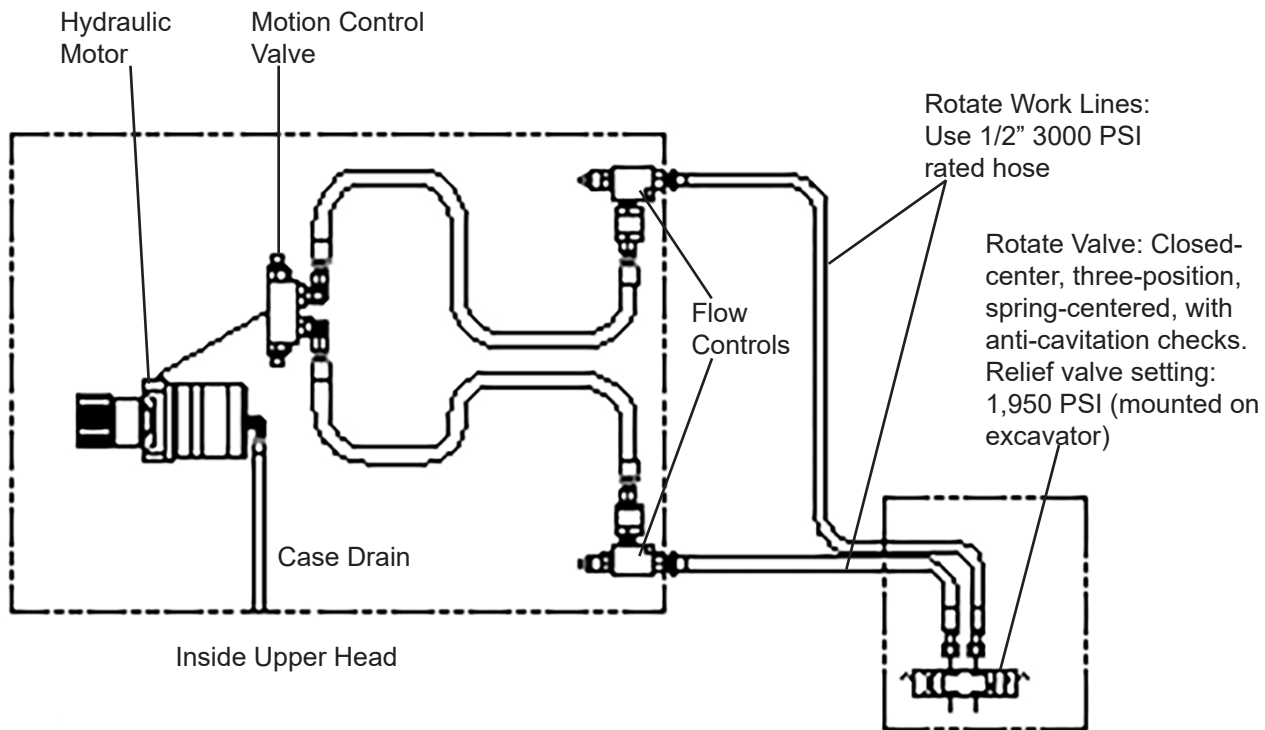 Hydraulic
Motor
Motion Control
Valve
Rotate Work Lines:
Use 1/2” 3000 PSI
rated hose
Rotate Valve: Closed-
center, three-position,
spring-centered, with
anti-cavitation checks.
Relief valve setting:
1,950 PSI (mounted on
excavator)
Flow
Controls
Case Drain
Inside Upper Head